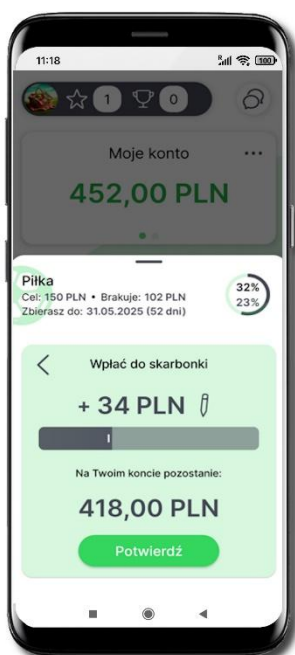 11:18
100
1
0
Moje konto
452,00 PLN
Piłka
Cel: 150 PLN • Brakuje: 102 PLN
Zbierasz do: 31.05.2025 (52 dni)
32%
23%
Wpłać do skarbonki
+ 34 PLN
Na Twoim koncie pozostanie:
418,00 PLN
Potwierdź